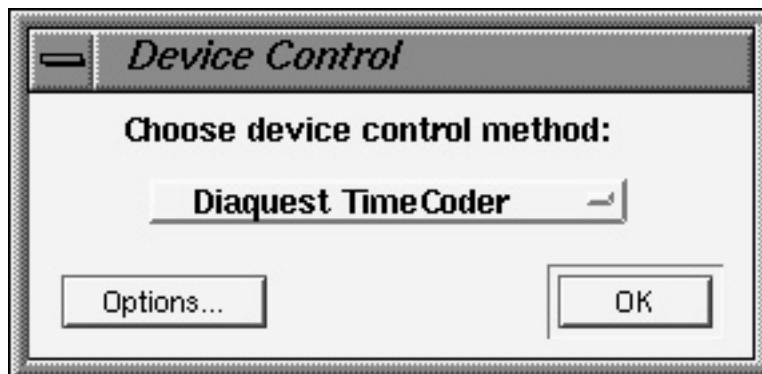 Device Control
Choose device control method:
Diaquest TimeCoder
Options...
OK